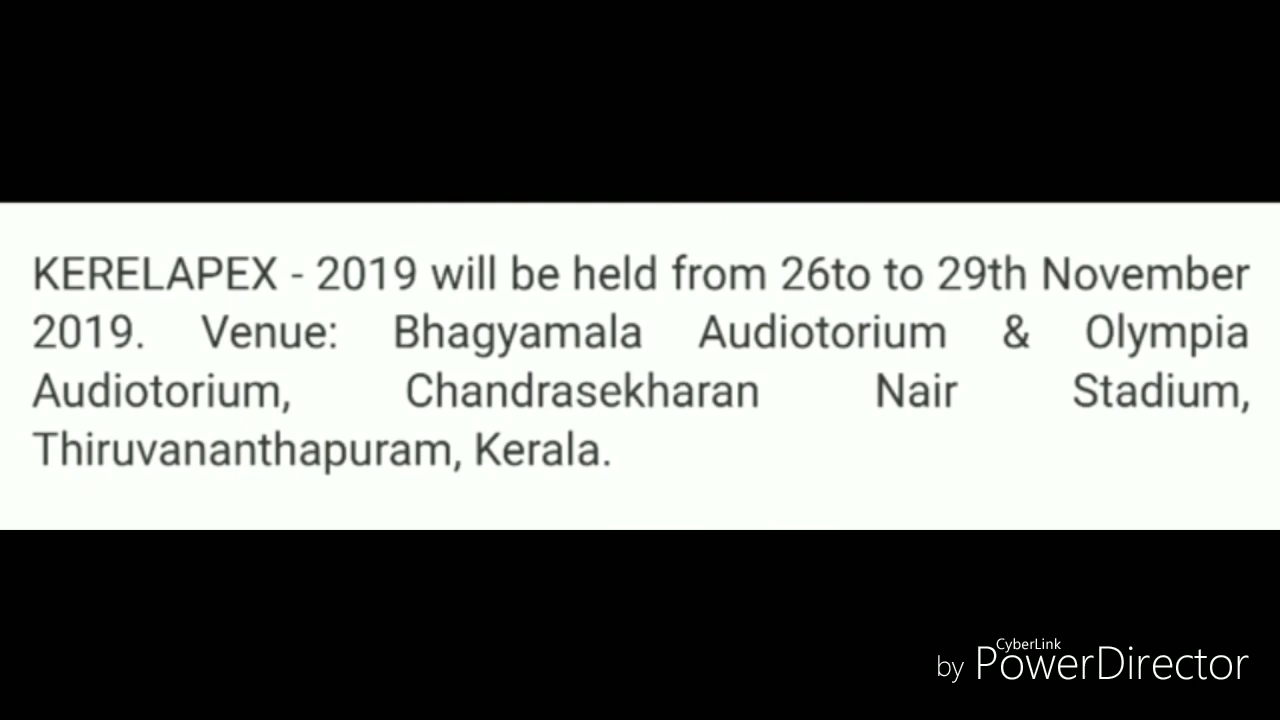 KERELAPEX - 2019 will be held from 26to to 29th November
2019. Venue: Bhagyamala Audiotorium & Olympia
Audiotorium, Chandrasekharan Nair Stadium,
Thiruvananthapuram, Kerala.
CyberLink
by PowerDirector